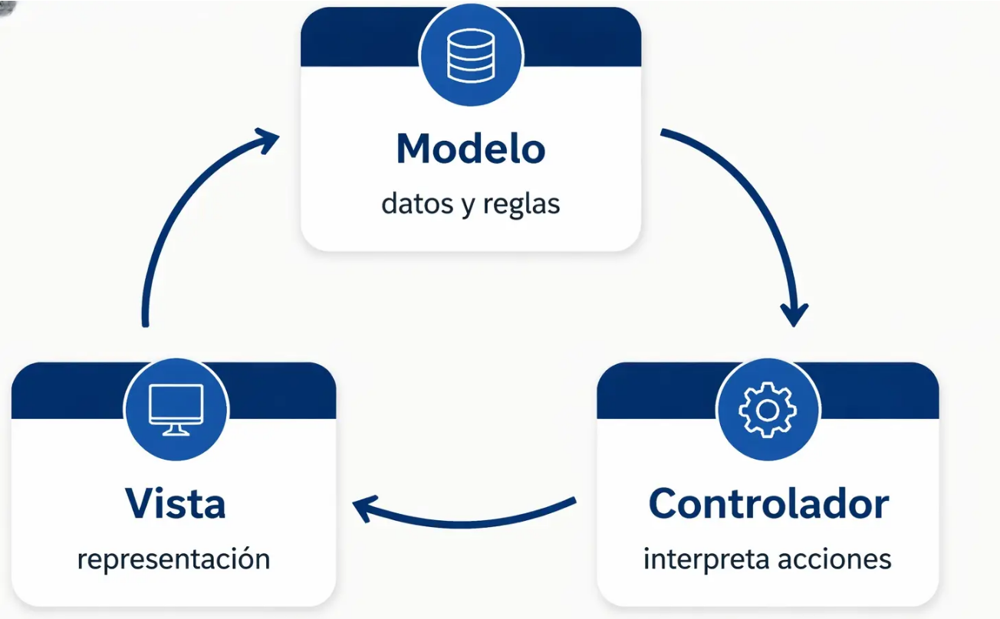 Modelo
datos y reglas
Vista
representación
Controlador
interpreta acciones